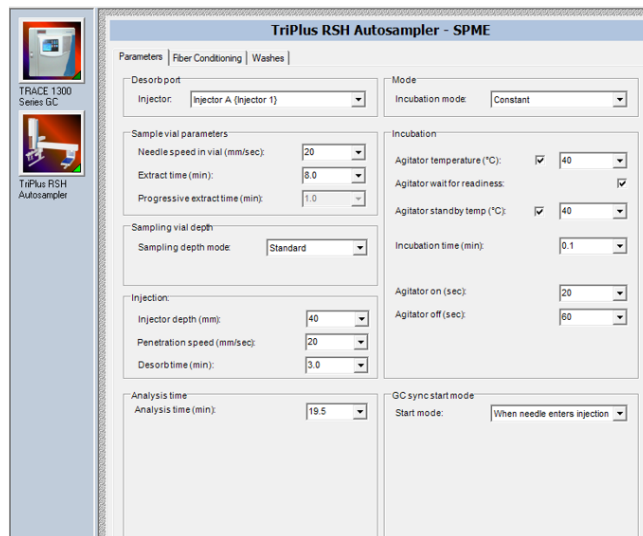 TriPlus RSH Autosampler - SPME
TRACE 1300
Series GC
TriPlus RSH
Autosampler
Parameters Fiber Conditioning Washes
Desorb port
Injector: Injector A {Injector 1}
Sample vial parameters
Needle speed in vial (mm/sec): 20
Extract time (min): 8.0
Progressive extract time (min): 1.0
Sampling vial depth
Sampling depth mode: Standard
Injection:
Injector depth (mm): 40
Penetration speed (mm/sec): 20
Desorb time (min): 3.0
Analysis time
Analysis time (min): 19.5
Mode
Incubation mode: Constant
Incubation
Agitator temperature (°C): 40
Agitator wait for readiness:
Agitator standby temp (°C): 40
Incubation time (min): 0.1
Agitator on (sec): 20
Agitator off (sec): 60
GC sync start mode
Start mode: When needle enters injection